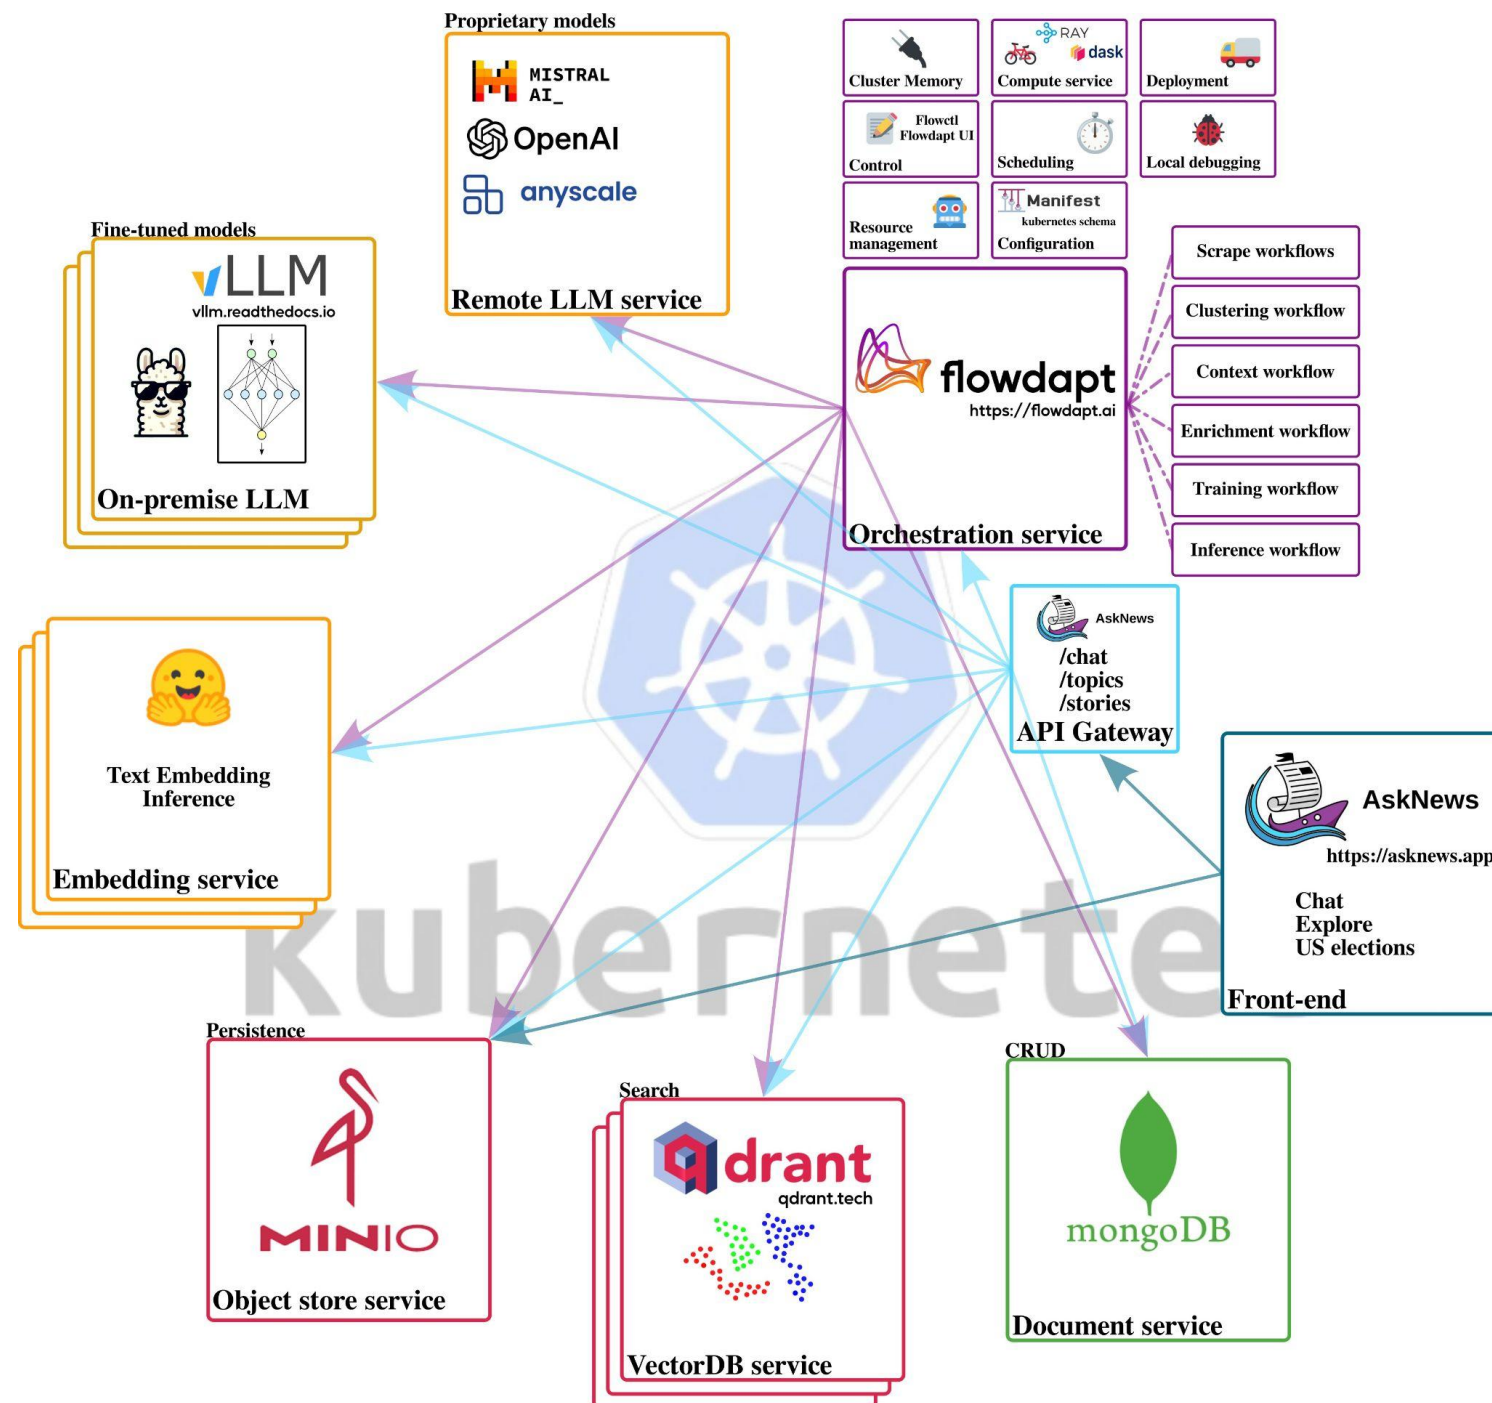 Proprietary models
MISTRAL
AI_
OpenAI
anyscale
Remote LLM service
Cluster Memory
RAY
dask
Compute service
Deployment
Flowctl
Flowdapt UI
Control
Scheduling
Local debugging
Resource
management
Manifest
kubernetes schema
Configuration
Fine-tuned models
vLLM
vllm.readthedocs.io
On-premise LLM
flowdapt
https://flowdapt.ai
Orchestration service
Scrape workflows
Clustering workflow
Context workflow
Enrichment workflow
Training workflow
Inference workflow
AskNews
/chat
/topics
/stories
API Gateway
Text Embedding
Inference
Embedding service
AskNews
https://asknews.app
Chat
Explore
US elections
Front-end
kubernete
Persistence
MINIO
Object store service
Search
qdrant
qdrant.tech
VectorDB service
CRUD
mongoDB
Document service